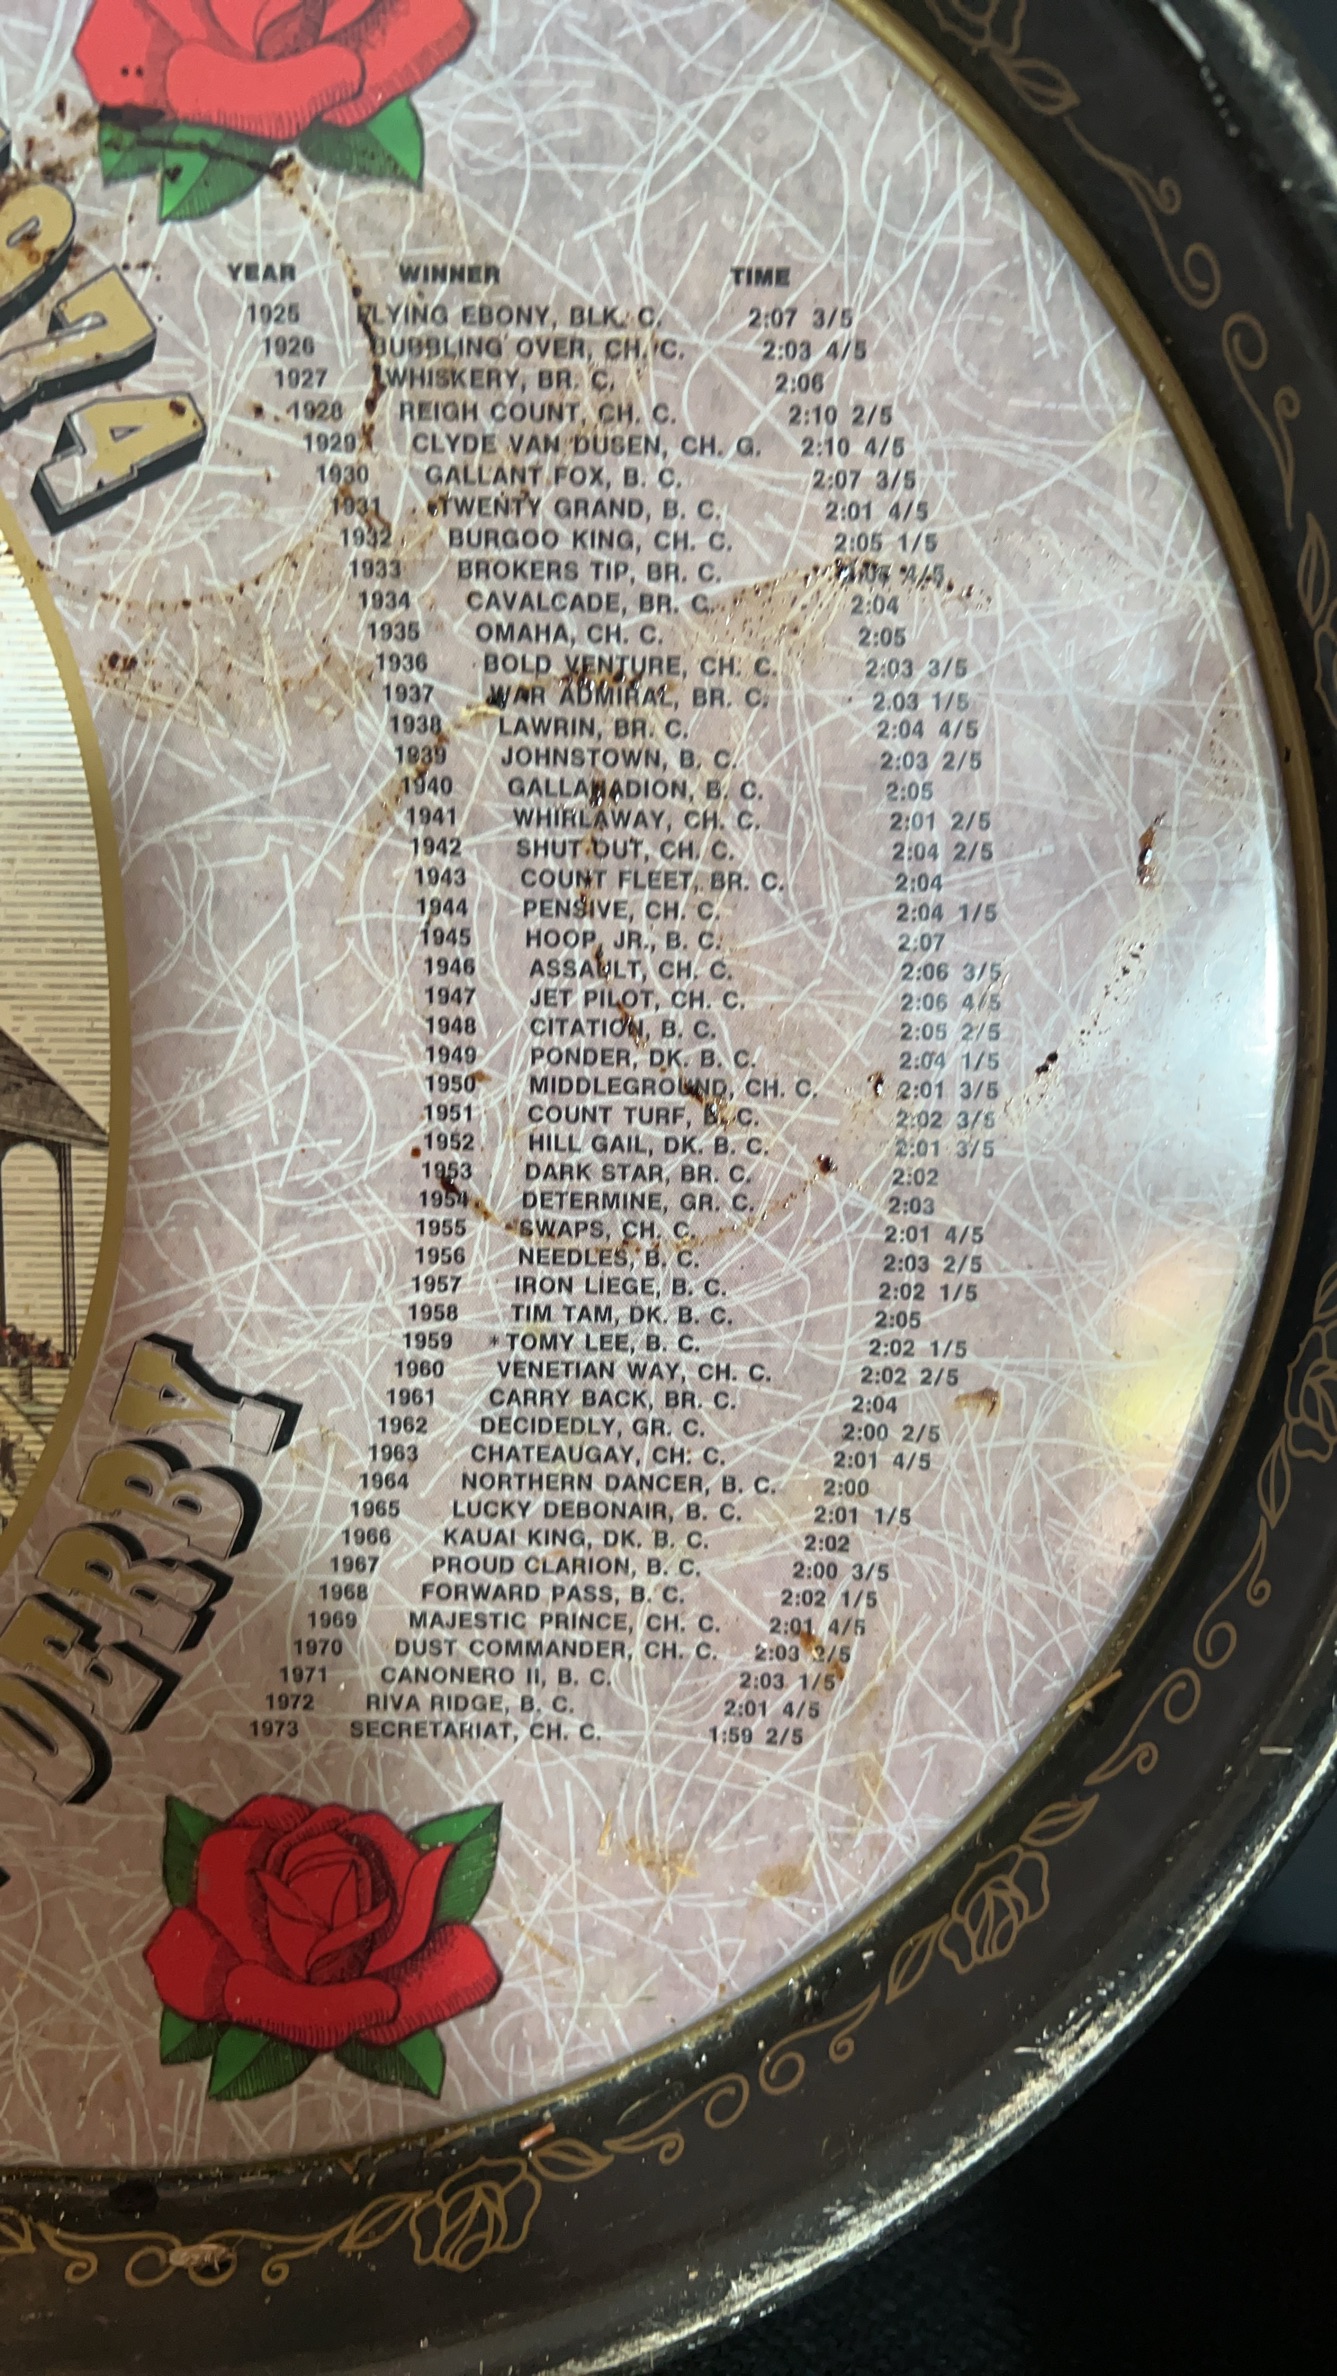 YEAR WINNER TIME
1925 FLYING EBONY, BLK. C. 2:07 3/5
1926 BUBBLING OVER, CH. C. 2:03 4/5
1927 WHISKERY, BR. C. 2:06
1928 REIGH COUNT, CH. C. 2:10 2/5
1929 CLYDE VAN DUSEN, CH. G. 2:10 4/5
1930 GALLANT FOX, B. C. 2:07 3/5
1931 TWENTY GRAND, B. C. 2:01 4/5
1932 BURGOO KING, CH. C. 2:05 1/5
1933 BROKERS TIP, BR. C. 4/5
1934 CAVALCADE, BR. C. 2:04
1935 OMAHA, CH. C. 2:05
1936 BOLD VENTURE, CH. C. 2:03 3/5
1937 WAR ADMIRAL, BR. C. 2.03 1/5
1938 LAWRIN, BR. C. 2:04 4/5
1939 JOHNSTOWN, B. C. 2:03 2/5
1940 GALLAHADION, B. C. 2:05
1941 WHIRLAWAY, CH. C. 2:01 2/5
1942 SHUT OUT, CH. C. 2:04 2/5
1943 COUNT FLEET, BR. C. 2:04
1944 PENSIVE, CH. C. 2:04 1/5
1945 HOOP, JR., B. C. 2:07
1946 ASSAULT, CH. C. 2:06 3/5
1947 JET PILOT, CH. C. 2:06 4/5
1948 CITATION, B. C. 2:05 2/5
1949 PONDER, DK. B. C. 2:04 1/5
1950 MIDDLEGROUND, CH. C. 2:01 3/5
1951 COUNT TURF, B. C. 2:02 3/5
1952 HILL GAIL, DK. B. C. 2:01 3/5
1953 DARK STAR, BR. C. 2:02
1954 DETERMINE, GR. C. 2:03
1955 SWAPS, CH. C. 2:01 4/5
1956 NEEDLES, B. C. 2:03 2/5
1957 IRON LIEGE, B. C. 2:02 1/5
1958 TIM TAM, DK. B. C. 2:05
1959 *TOMY LEE, B. C. 2:02 1/5
1960 VENETIAN WAY, CH. C. 2:02 2/5
1961 CARRY BACK, BR. C. 2:04
1962 DECIDEDLY, GR. C. 2:00 2/5
1963 CHATEAUGAY, CH. C. 2:01 4/5
1964 NORTHERN DANCER, B. C. 2:00
1965 LUCKY DEBONAIR, B. C. 2:01 1/5
1966 KAUAI KING, DK. B. C. 2:02
1967 PROUD CLARION, B. C. 2:00 3/5
1968 FORWARD PASS, B. C. 2:02 1/5
1969 MAJESTIC PRINCE, CH. C. 2:01 4/5
1970 DUST COMMANDER, CH. C. 2:03 2/5
1971 CANONERO II, B. C. 2:03 1/5
1972 RIVA RIDGE, B. C. 2:01 4/5
1973 SECRETARIAT, CH. C. 1:59 2/5
DERBY